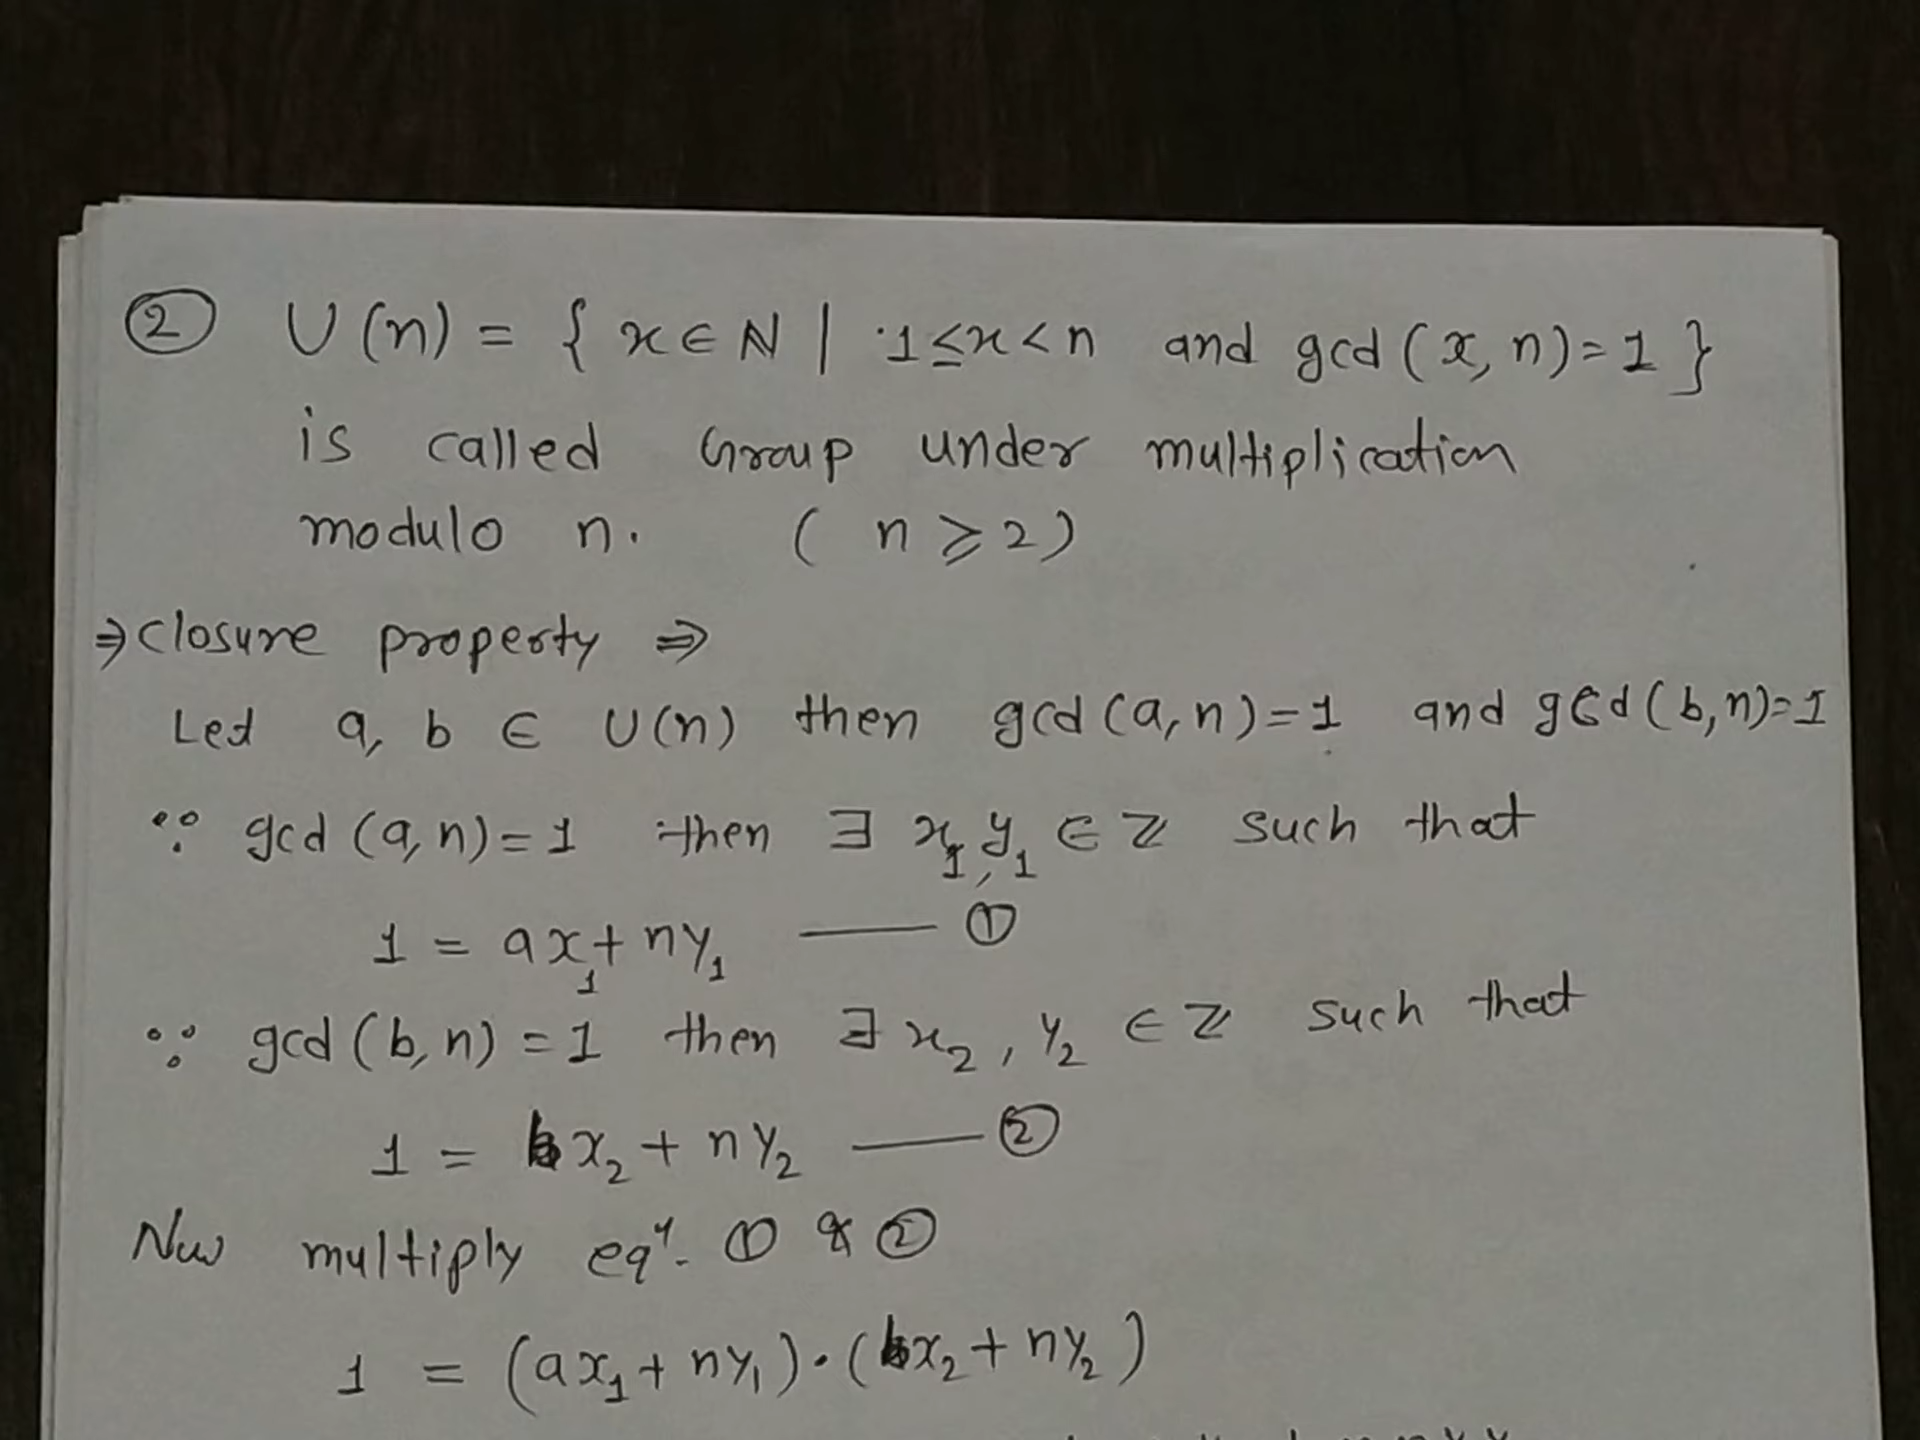 ② U(n) = { x ∈ ℕ | 1 ≤ x < n and gcd (x, n) = 1 }
is called Group under multiplication
modulo n. ( n ≥ 2 )
⇒ Closure property ⇒
Let a, b ∈ U(n) then gcd (a, n) = 1 and gcd (b, n) = 1
∵ gcd (a, n) = 1 then ∃ x₁, y₁ ∈ ℤ such that
1 = ax₁ + ny₁ —— ①
∵ gcd (b, n) = 1 then ∃ x₂, y₂ ∈ ℤ such that
1 = bx₂ + ny₂ —— ②
Now multiply eqⁿ. ① & ②
1 = (ax₁ + ny₁) · (bx₂ + ny₂)